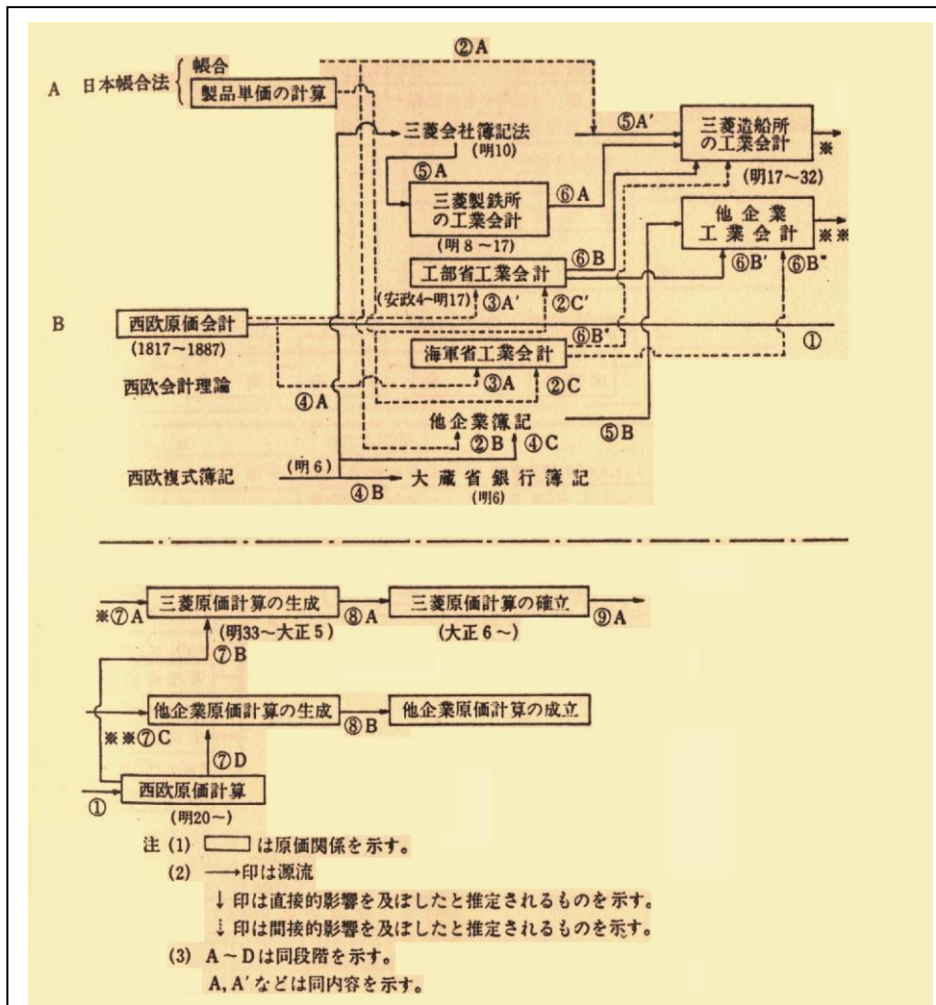 ②A
A 日本帳合法 帳合
製品単価の計算
三菱会社簿記法
(明10)
⑤A'
三菱造船所
の工業会計
※
(明17～32)
⑤A
三菱製鉄所
の工業会計
(明8～17)
⑥A
他企業
工業会計
※※
工部省工業会計
⑥B
⑥B'
⑥B"
(安政4～明17)
③A'
②C'
B 西欧原価会計
(1817～1887)
⑥B"
①
海軍省工業会計
③A
②C
西欧会計理論
④A
他企業簿記
②B
④C
⑤B
西欧複式簿記
(明6)
④B
大蔵省銀行簿記
(明6)
※⑦A
三菱原価計算の生成
(明33～大正5)
⑧A
三菱原価計算の確立
(大正6～)
⑨A
⑦B
他企業原価計算の生成
⑧B
他企業原価計算の成立
※※⑦C
⑦D
①
西欧原価計算
(明20～)
注 (1) は原価関係を示す。
(2) ─→印は源流
↓印は直接的影響を及ぼしたと推定されるものを示す。
⇣印は間接的影響を及ぼしたと推定されるものを示す。
(3) A～Dは同段階を示す。
A, A'などは同内容を示す。